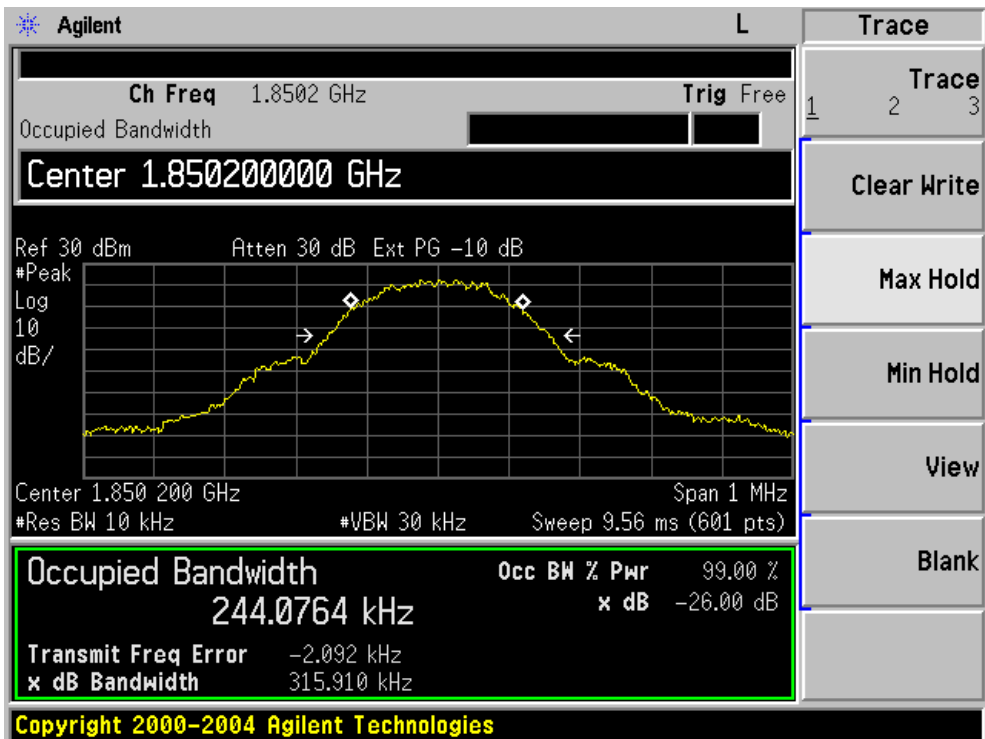 Agilent L Trace
Ch Freq 1.8502 GHz Trig Free
Occupied Bandwidth
Center 1.850200000 GHz
Ref 30 dBm Atten 30 dB Ext PG -10 dB
#Peak
Log
10
dB/
Center 1.850 200 GHz Span 1 MHz
#Res BW 10 kHz #VBW 30 kHz Sweep 9.56 ms (601 pts)
Occupied Bandwidth
244.0764 kHz
Occ BW % Pwr 99.00 %
x dB -26.00 dB
Transmit Freq Error -2.092 kHz
x dB Bandwidth 315.910 kHz
Copyright 2000-2004 Agilent Technologies
Trace
1 2 3
Clear Write
Max Hold
Min Hold
View
Blank